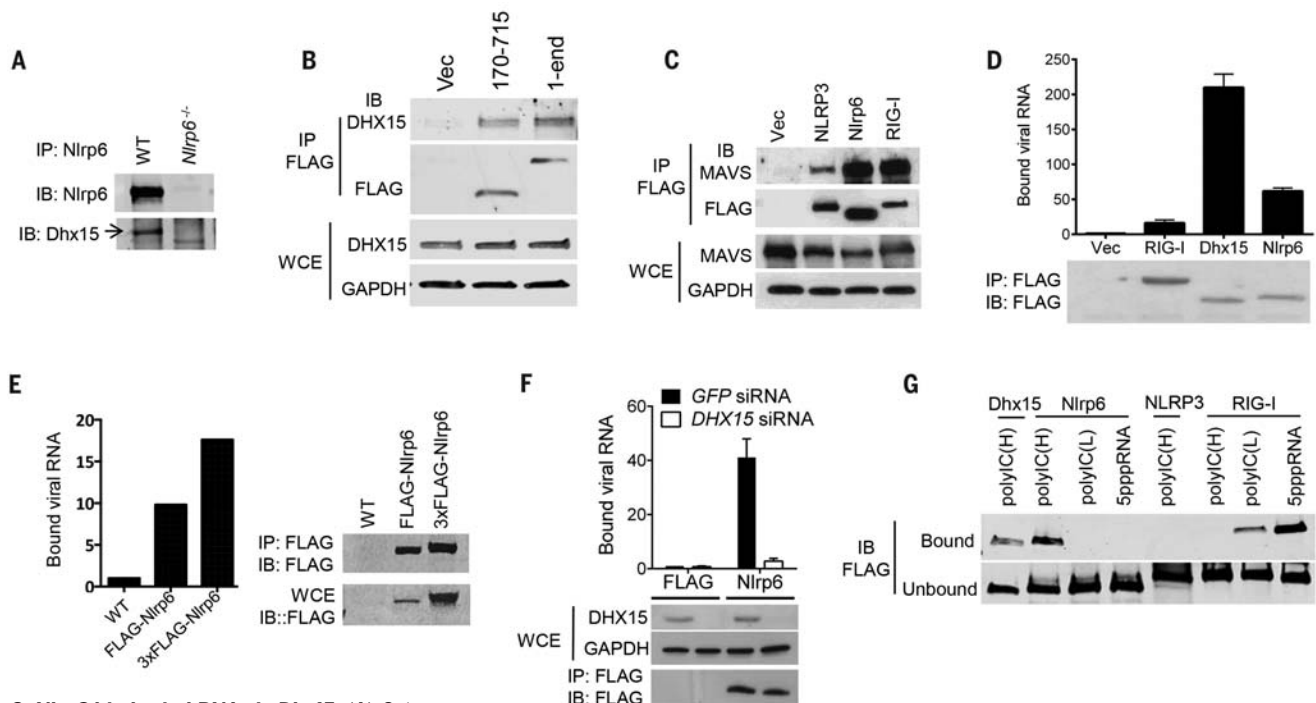 A
WT
Nlrp6-/-
IP: Nlrp6
IB: Nlrp6
IB: Dhx15
B
Vec
170-715
1-end
IB
IP
FLAG
DHX15
FLAG
WCE
DHX15
GAPDH
C
Vec
NLRP3
Nlrp6
RIG-I
IB
IP
FLAG
MAVS
FLAG
WCE
MAVS
GAPDH
D
Bound viral RNA
250
200
150
100
50
0
Vec RIG-I Dhx15 Nlrp6
IP: FLAG
IB: FLAG
E
Bound viral RNA
20
15
10
5
0
WT
FLAG-Nlrp6
3xFLAG-Nlrp6
WT
FLAG-Nlrp6
3xFLAG-Nlrp6
IP: FLAG
IB: FLAG
WCE
IB::FLAG
F
GFP siRNA
DHX15 siRNA
Bound viral RNA
60
40
20
0
FLAG Nlrp6
WCE
DHX15
GAPDH
IP: FLAG
IB: FLAG
G
Dhx15 Nlrp6 NLRP3 RIG-I
polyIC(H)
polyIC(H)
polyIC(L)
5pppRNA
polyIC(H)
polyIC(H)
polyIC(L)
5pppRNA
IB
FLAG
Bound
Unbound